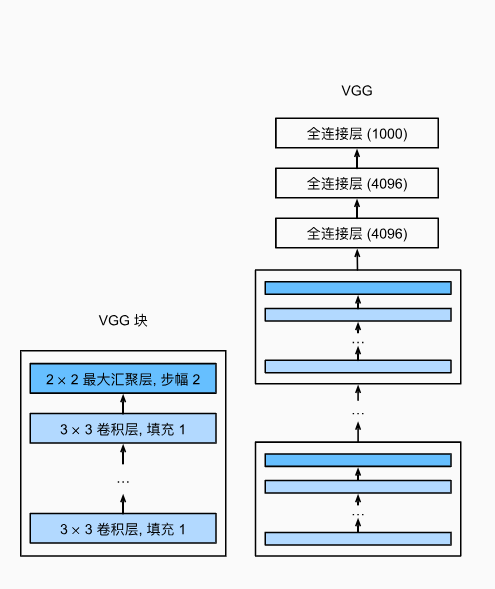 VGG
全连接层 (1000)
全连接层 (4096)
全连接层 (4096)
...
...
...
VGG 块
2 × 2 最大汇聚层, 步幅 2
3 × 3 卷积层, 填充 1
...
3 × 3 卷积层, 填充 1